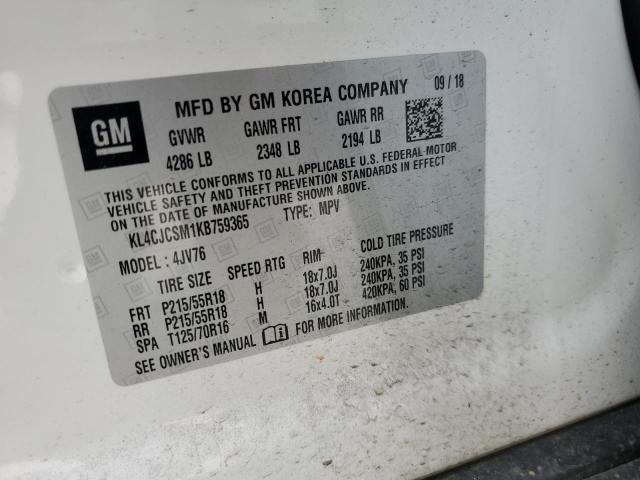 GM
MFD BY GM KOREA COMPANY 09 / 18
GVWR GAWR FRT GAWR RR
4286 LB 2348 LB 2194 LB
THIS VEHICLE CONFORMS TO ALL APPLICABLE U.S. FEDERAL MOTOR
VEHICLE SAFETY AND THEFT PREVENTION STANDARDS IN EFFECT
ON THE DATE OF MANUFACTURE SHOWN ABOVE.
KL4CJCSM1KB759365 TYPE: MPV
MODEL: 4JV76
TIRE SIZE SPEED RTG RIM COLD TIRE PRESSURE
FRT P215/55R18 H 18x7.0J 240KPA, 35 PSI
RR P215/55R18 H 18x7.0J 240KPA, 35 PSI
SPA T125/70R16 M 16x4.0T 420KPA, 60 PSI
SEE OWNER'S MANUAL FOR MORE INFORMATION.